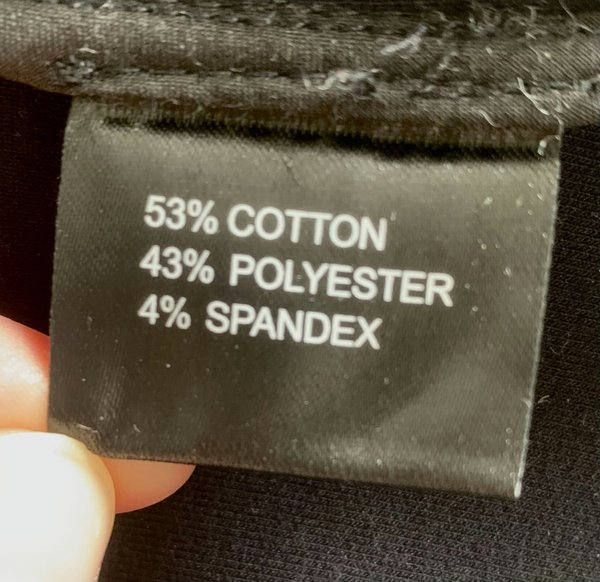 53% COTTON
43% POLYESTER
4% SPANDEX